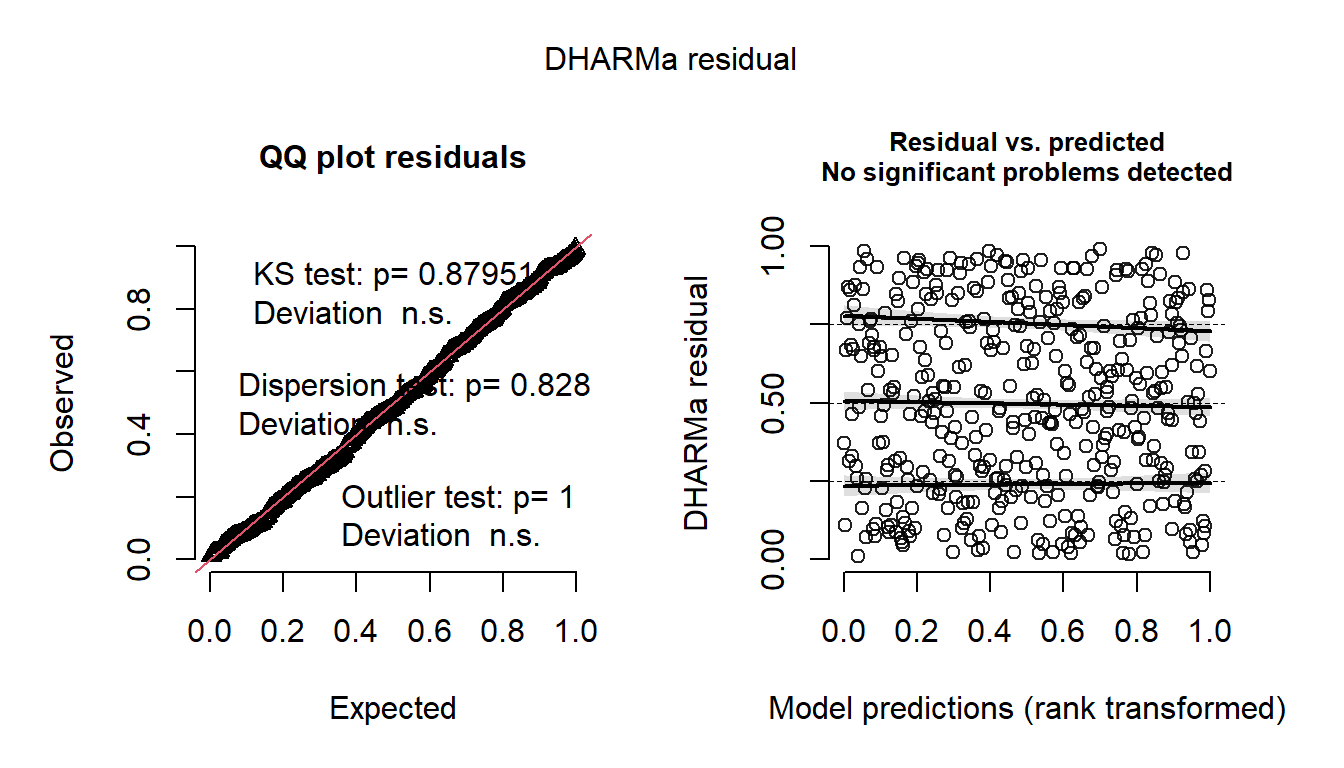 DHARMa residual
QQ plot residuals
KS test: p= 0.87951
Deviation  n.s.
Dispersion test: p= 0.828
Deviation  n.s.
Outlier test: p= 1
Deviation  n.s.
Observed
0.0
0.4
0.8
0.0 0.2 0.4 0.6 0.8 1.0
Expected
Residual vs. predicted
No significant problems detected
DHARMa residual
0.00
0.50
1.00
0.0 0.2 0.4 0.6 0.8 1.0
Model predictions (rank transformed)